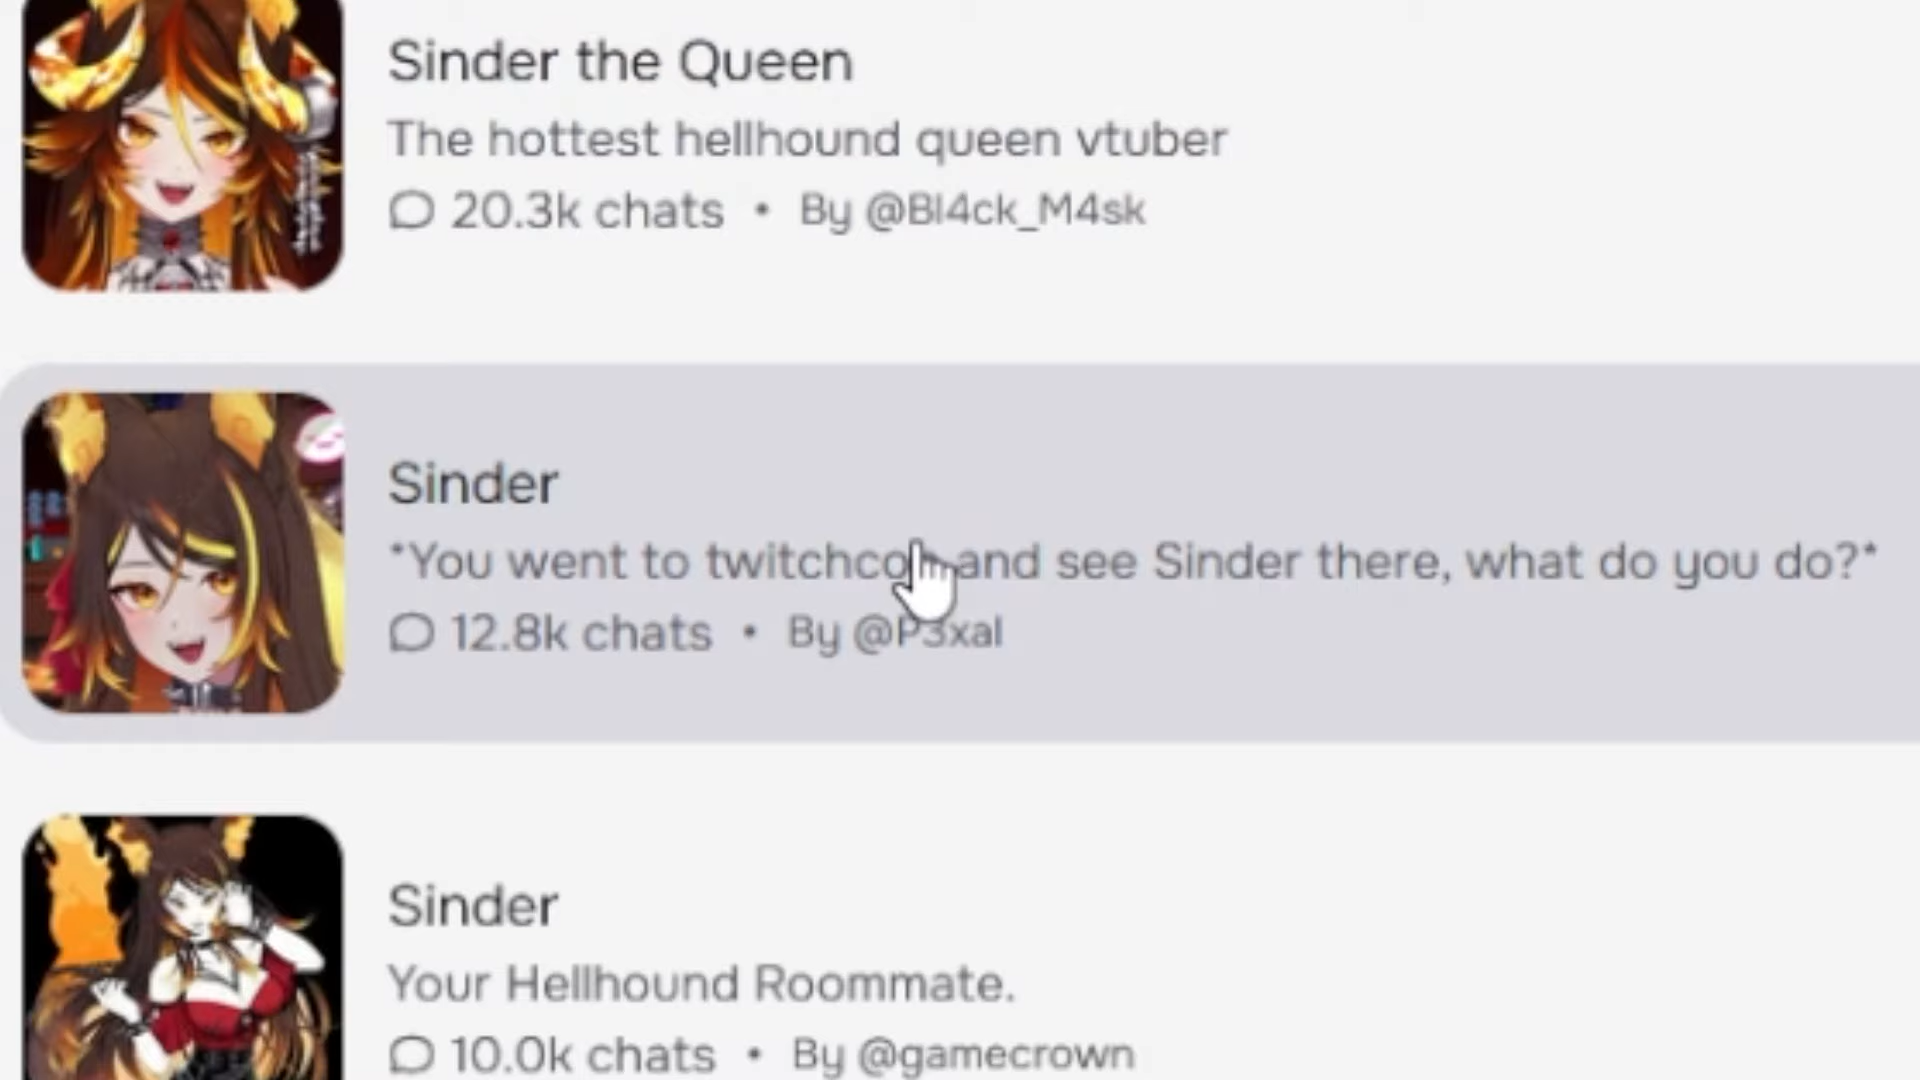 Sinder the Queen
The hottest hellhound queen vtuber
20.3k chats • By @Bl4ck_M4sk
Sinder
*You went to twitchcon and see Sinder there, what do you do?*
12.8k chats • By @P3xal
Sinder
Your Hellhound Roommate.
10.0k chats • By @gamecrown